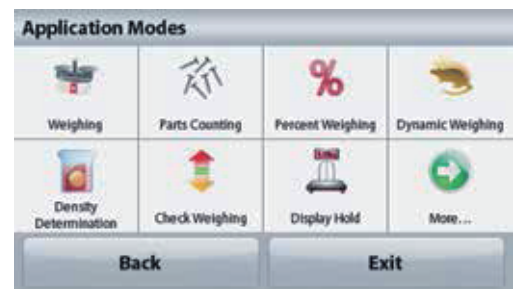 Application Modes
Weighing
Parts Counting
Percent Weighing
Dynamic Weighing
Density
Determination
Check Weighing
Display Hold
More...
Back
Exit